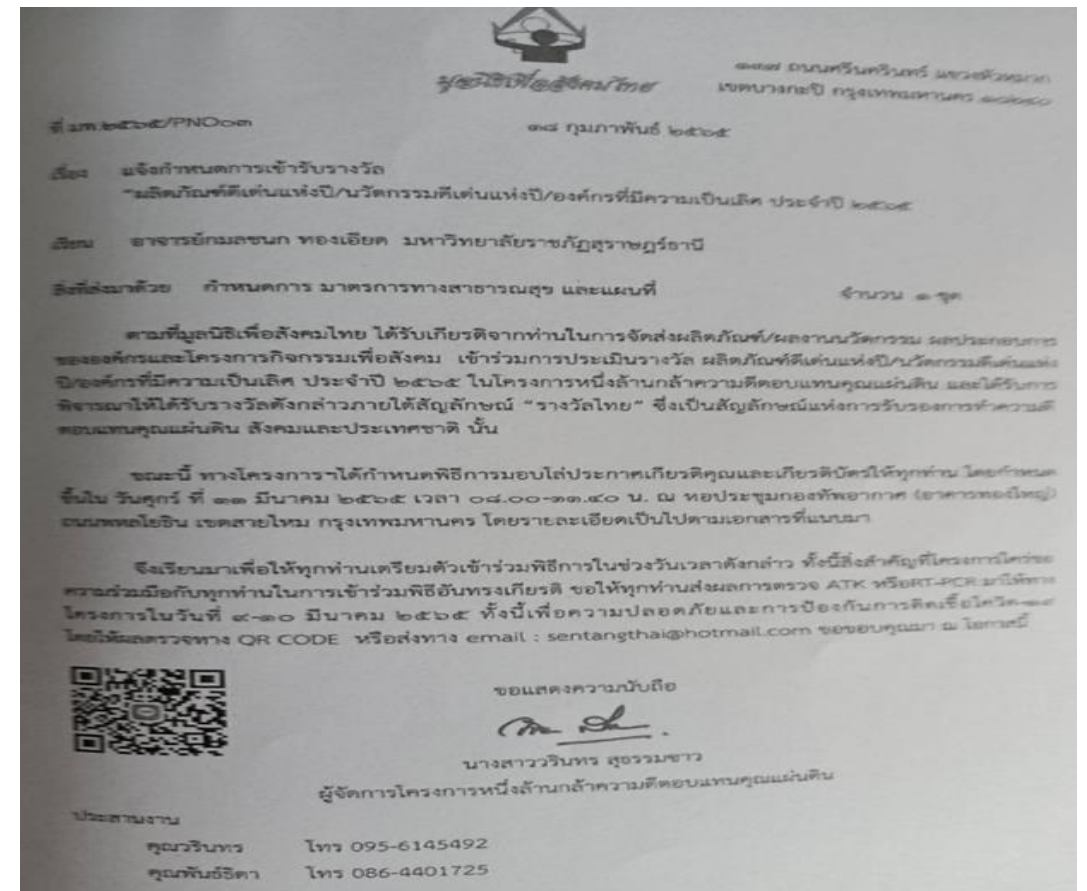 มูลนิธิเพื่อสังคมไทย
ถนนศรีนครินทร์ แขวงหัวหมาก
เขตบางกะปิ กรุงเทพมหานคร ๑๐๒๔๐
ที่ มท.๒๕๖๕/PNO๐๓
๑๘ กุมภาพันธ์ ๒๕๖๕
เรื่อง แจ้งกำหนดการเข้ารับรางวัล
"ผลิตภัณฑ์ดีเด่นแห่งปี/นวัตกรรมดีเด่นแห่งปี/องค์กรที่มีความเป็นเลิศ ประจำปี ๒๕๖๕
เรียน อาจารย์กมลชนก ทองเอียด มหาวิทยาลัยราชภัฏสุราษฎร์ธานี
สิ่งที่ส่งมาด้วย กำหนดการ มาตรการทางสาธารณสุข และแผนที่ จำนวน ๑ ชุด
ตามที่มูลนิธิเพื่อสังคมไทย ได้รับเกียรติจากท่านในการจัดส่งผลิตภัณฑ์/ผลงานนวัตกรรม ผลประกอบการ
ขององค์กรและโครงการกิจกรรมเพื่อสังคม เข้าร่วมการประเมินรางวัล ผลิตภัณฑ์ดีเด่นแห่งปี/นวัตกรรมดีเด่นแห่ง
ปี/องค์กรที่มีความเป็นเลิศ ประจำปี ๒๕๖๕ ในโครงการหนึ่งล้านกล้าความดีตอบแทนคุณแผ่นดิน และได้รับการ
พิจารณาให้ได้รับรางวัลดังกล่าวภายใต้สัญลักษณ์ "รางวัลไทย" ซึ่งเป็นสัญลักษณ์แห่งการรับรองการทำความดี
ตอบแทนคุณแผ่นดิน สังคมและประเทศชาติ นั้น
ขณะนี้ ทางโครงการฯได้กำหนดพิธีการมอบโล่ประกาศเกียรติคุณและเกียรติบัตรให้ทุกท่าน โดยกำหนด
ขึ้นใน วันศุกร์ ที่ ๑๑ มีนาคม ๒๕๖๕ เวลา ๐๘.๐๐-๑๓.๔๐ น. ณ หอประชุมกองทัพอากาศ (อาคารทองใหญ่)
ถนนพหลโยธิน เขตสายไหม กรุงเทพมหานคร โดยรายละเอียดเป็นไปตามเอกสารที่แนบมา
จึงเรียนมาเพื่อให้ทุกท่านเตรียมตัวเข้าร่วมพิธีการในช่วงวันเวลาดังกล่าว ทั้งนี้สิ่งสำคัญที่โครงการใคร่ขอ
ความร่วมมือกับทุกท่านในการเข้าร่วมพิธีอันทรงเกียรติ ขอให้ทุกท่านส่งผลการตรวจ ATK หรือRT-PCR มาให้ทาง
โครงการในวันที่ ๙-๑๐ มีนาคม ๒๕๖๕ ทั้งนี้เพื่อความปลอดภัยและการป้องกันการติดเชื้อโควิด-๑๙
โดยให้ผลตรวจทาง QR CODE หรือส่งทาง email : sentangthai@hotmail.com ขอขอบคุณมา ณ โอกาสนี้
ขอแสดงความนับถือ
นางสาววรินทร สุธรรมชาว
ผู้จัดการโครงการหนึ่งล้านกล้าความดีตอบแทนคุณแผ่นดิน
ประสานงาน
คุณวรินทร โทร 095-6145492
คุณพันธ์ธิดา โทร 086-4401725